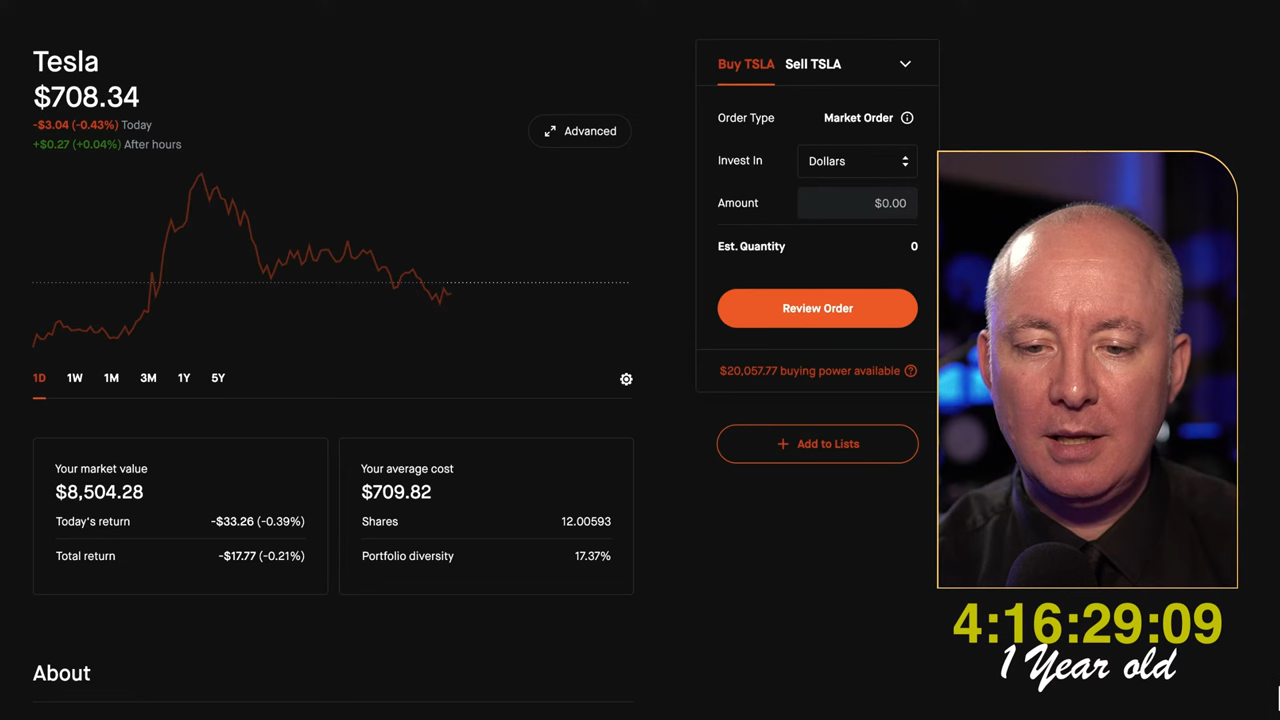 Tesla
$708.34
-$3.04 (-0.43%) Today
+$0.27 (+0.04%) After hours
Advanced
1D 1W 1M 3M 1Y 5Y
Your market value
$8,504.28
Today's return -$33.26 (-0.39%)
Total return -$17.77 (-0.21%)
Your average cost
$709.82
Shares 12.00593
Portfolio diversity 17.37%
About
Buy TSLA Sell TSLA
Order Type Market Order
Invest In Dollars
Amount $0.00
Est. Quantity 0
Review Order
$20,057.77 buying power available
+ Add to Lists
4:16:29:09
1 Year old